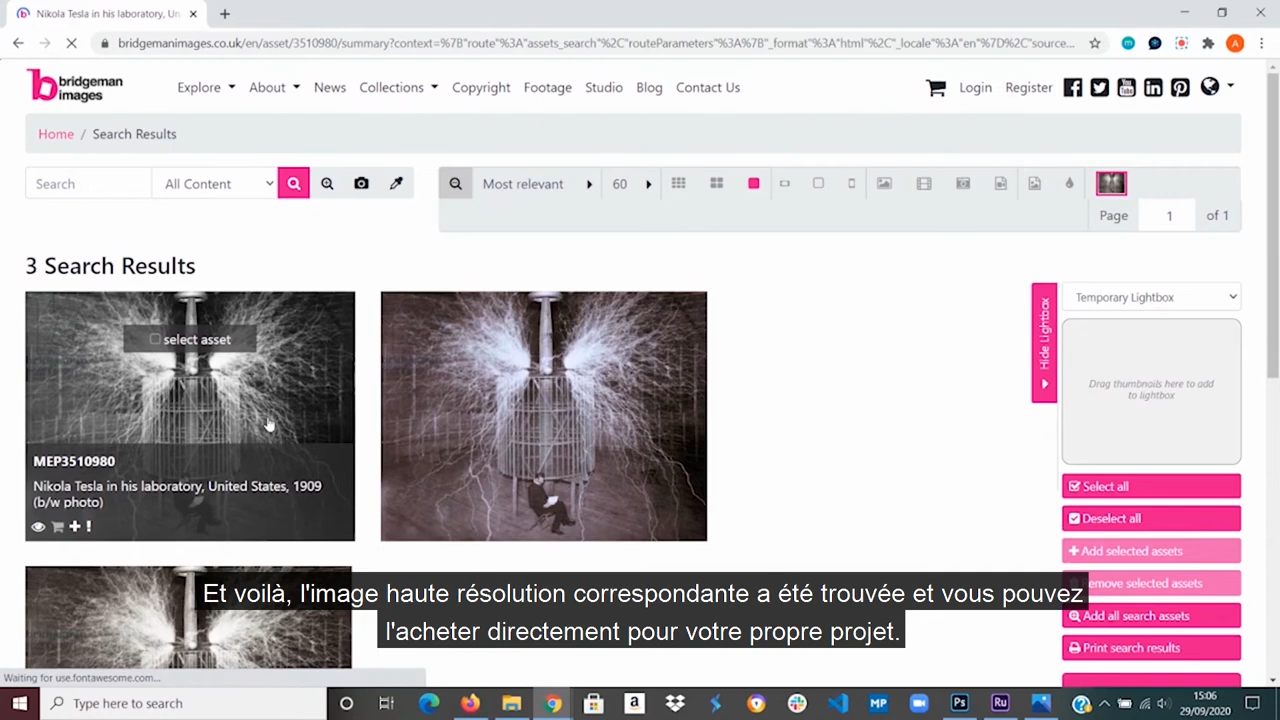 Nikola Tesla in his laboratory, Un
bridgemanimages.co.uk/en/asset/3510980/summary?context=%7B"route"%3A"assets_search"%2C"routeParameters"%3A%7B"_format"%3A"html"%2C"_locale"%3A"en"%7D%2C"source...
A
bridgeman
images
Explore
About
News
Collections
Copyright
Footage
Studio
Blog
Contact Us
Login
Register
Home / Search Results
Search
All Content
Most relevant
60
Page 1 of 1
3 Search Results
select asset
MEP3510980
Nikola Tesla in his laboratory, United States, 1909
(b/w photo)
Hide Lightbox
Temporary Lightbox
Drag thumbnails here to add
to lightbox
Select all
Deselect all
Add selected assets
emove selected assets
Add all search assets
Print search results
Et voilà, l'image haute résolution correspondante a été trouvée et vous pouvez
l'acheter directement pour votre propre projet.
Waiting for use.fontawesome.com...
Type here to search
a
MP
Ps
Ru
15:06
29/09/2020